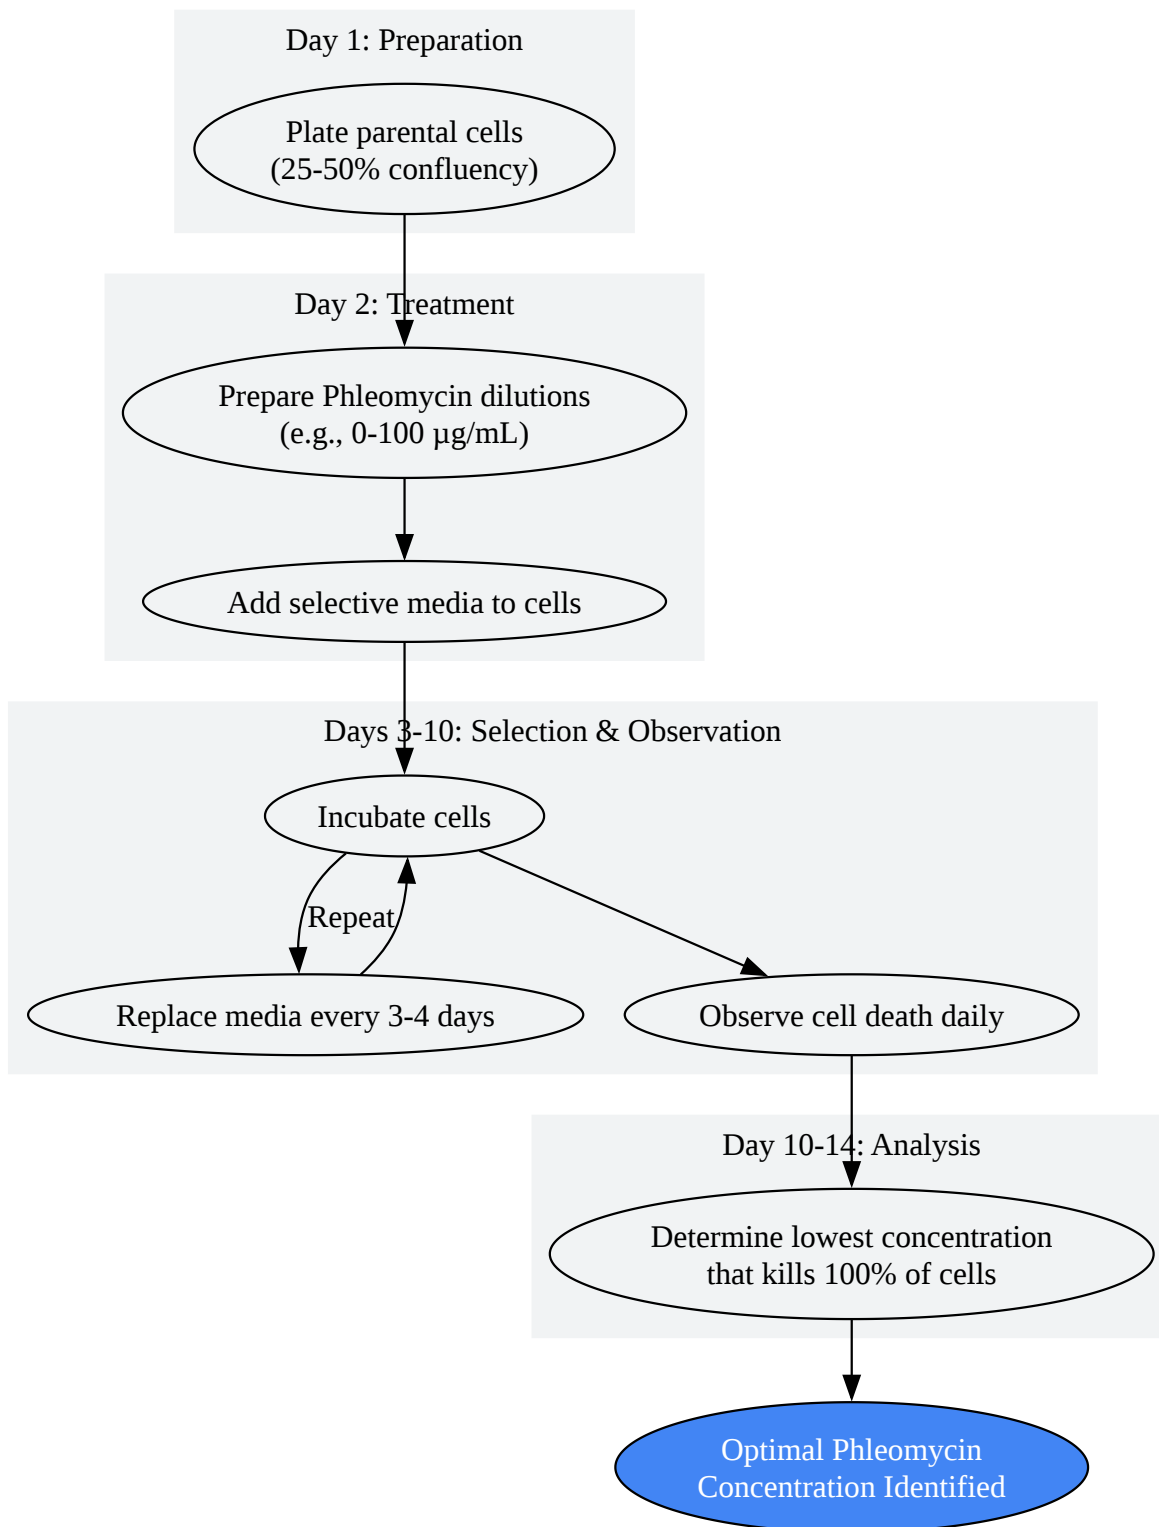 Day 1: Preparation
Plate parental cells
(25-50% confluency)
Day 2: Treatment
Prepare Phleomycin dilutions
(e.g., 0-100 µg/mL)
Add selective media to cells
Days 3-10: Selection & Observation
Incubate cells
Repeat
Replace media every 3-4 days
Observe cell death daily
Day 10-14: Analysis
Determine lowest concentration
that kills 100% of cells
Optimal Phleomycin
Concentration Identified